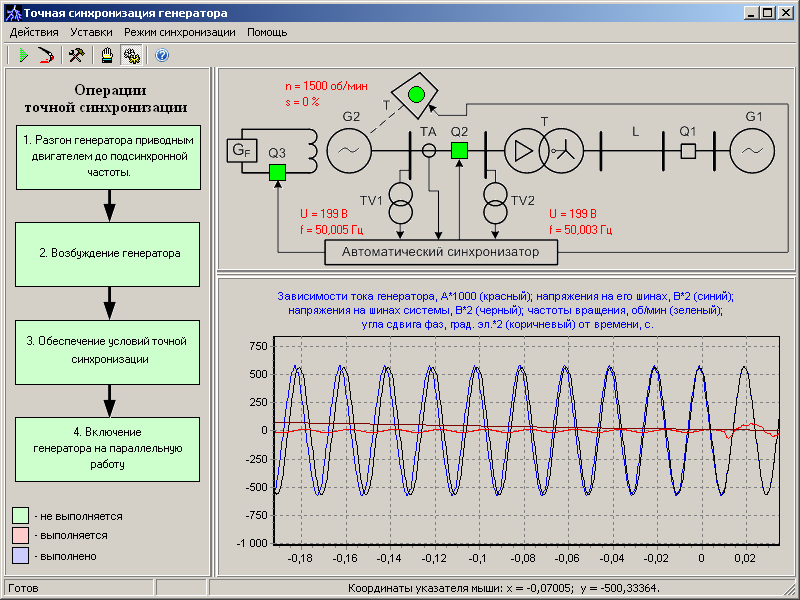 Точная синхронизация генератора
Действия Уставки Режим синхронизации Помощь
Операции
точной синхронизации
1. Разгон генератора приводным
двигателем до подсинхронной
частоты.
2. Возбуждение генератора
3. Обеспечение условий точной
синхронизации
4. Включение
генератора на параллельную
работу
- не выполняется
- выполняется
- выполнено
n = 1500 об/мин
s = 0 %
T
G2
TA
Q2
T
L
Q1
G1
GF
Q3
TV1
TV2
U = 199 В
f = 50,005 Гц
U = 199 В
f = 50,003 Гц
Автоматический синхронизатор
Зависимости тока генератора, А*1000 (красный); напряжения на его шинах, В*2 (синий);
напряжения на шинах системы, В*2 (черный); частоты вращения, об/мин (зеленый);
угла сдвига фаз, град. эл.*2 (коричневый) от времени, с.
750
500
250
0
-250
-500
-750
-1 000
-0,18 -0,16 -0,14 -0,12 -0,1 -0,08 -0,06 -0,04 -0,02 0 0,02
Готов
Координаты указателя мыши: x = -0,07005; y = -500,33364.